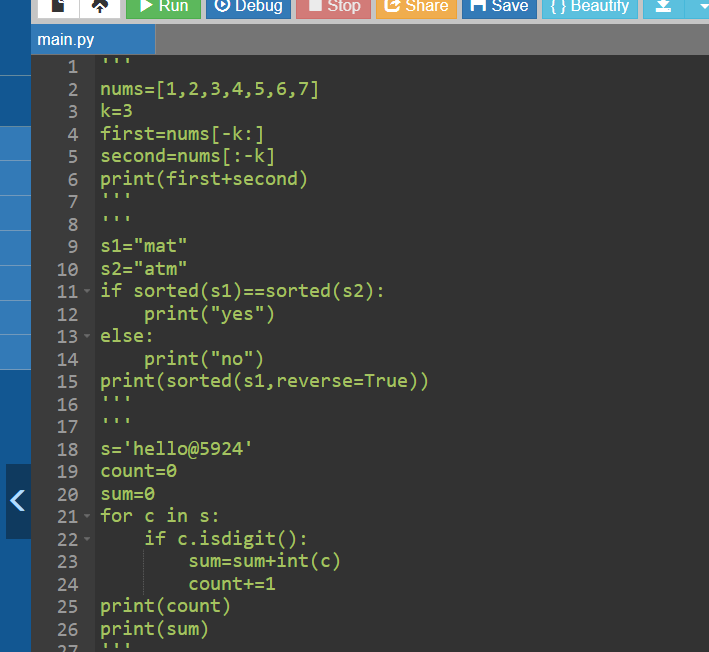 Run Debug Stop Share Save { } Beautify
main.py
1 '''
2 nums=[1,2,3,4,5,6,7]
3 k=3
4 first=nums[-k:]
5 second=nums[:-k]
6 print(first+second)
7 '''
8 '''
9 s1="mat"
10 s2="atm"
11 if sorted(s1)==sorted(s2):
12     print("yes")
13 else:
14     print("no")
15 print(sorted(s1,reverse=True))
16 '''
17 '''
18 s='hello@5924'
19 count=0
20 sum=0
21 for c in s:
22     if c.isdigit():
23         sum=sum+int(c)
24         count+=1
25 print(count)
26 print(sum)
27 '''